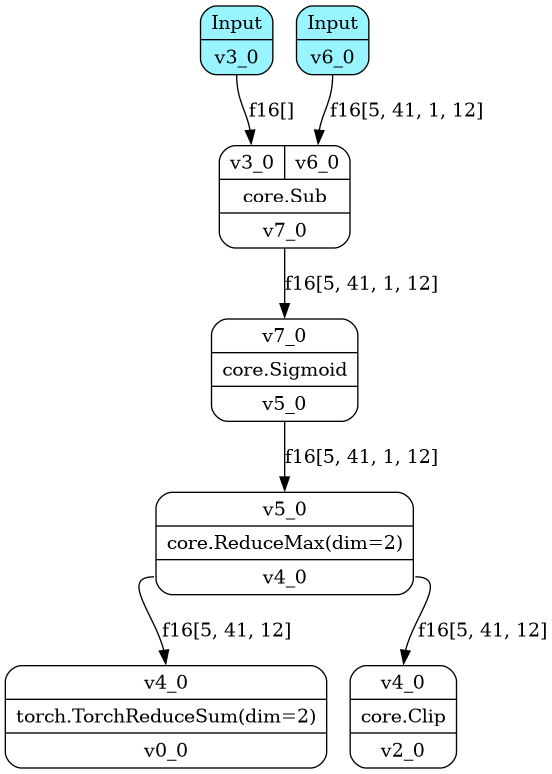 Input
v3_0
Input
v6_0
f16[]
f16[5, 41, 1, 12]
v3_0
v6_0
core.Sub
v7_0
f16[5, 41, 1, 12]
v7_0
core.Sigmoid
v5_0
f16[5, 41, 1, 12]
v5_0
core.ReduceMax(dim=2)
v4_0
f16[5, 41, 12]
f16[5, 41, 12]
v4_0
torch.TorchReduceSum(dim=2)
v0_0
v4_0
core.Clip
v2_0